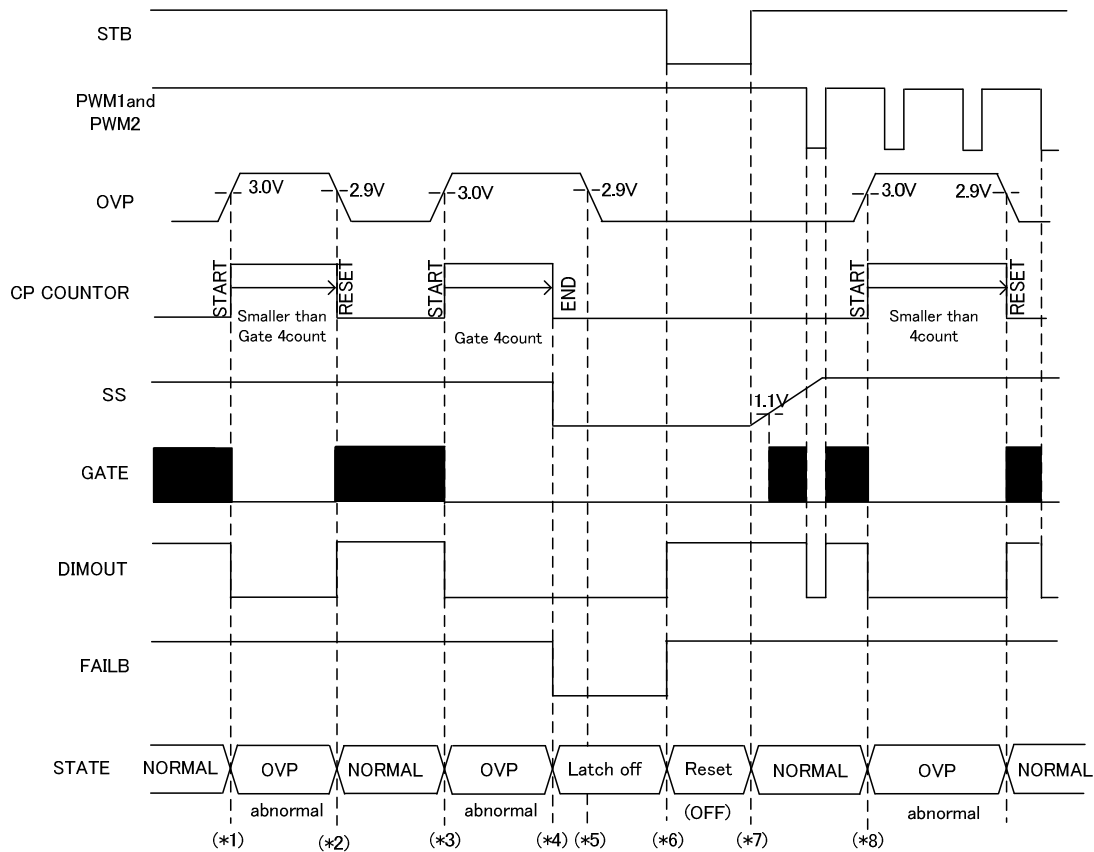 STB
PWM1and
PWM2
OVP
3.0V
2.9V
3.0V
2.9V
3.0V
2.9V
CP COUNTOR
START
RESET
START
END
START
RESET
Smaller than
Gate 4count
Gate 4count
Smaller than
4count
SS
1.1V
GATE
DIMOUT
FAILB
STATE
NORMAL
OVP
NORMAL
OVP
Latch off
Reset
NORMAL
OVP
NORMAL
abnormal
abnormal
(OFF)
abnormal
(*1)
(*2)
(*3)
(*4)
(*5)
(*6)
(*7)
(*8)